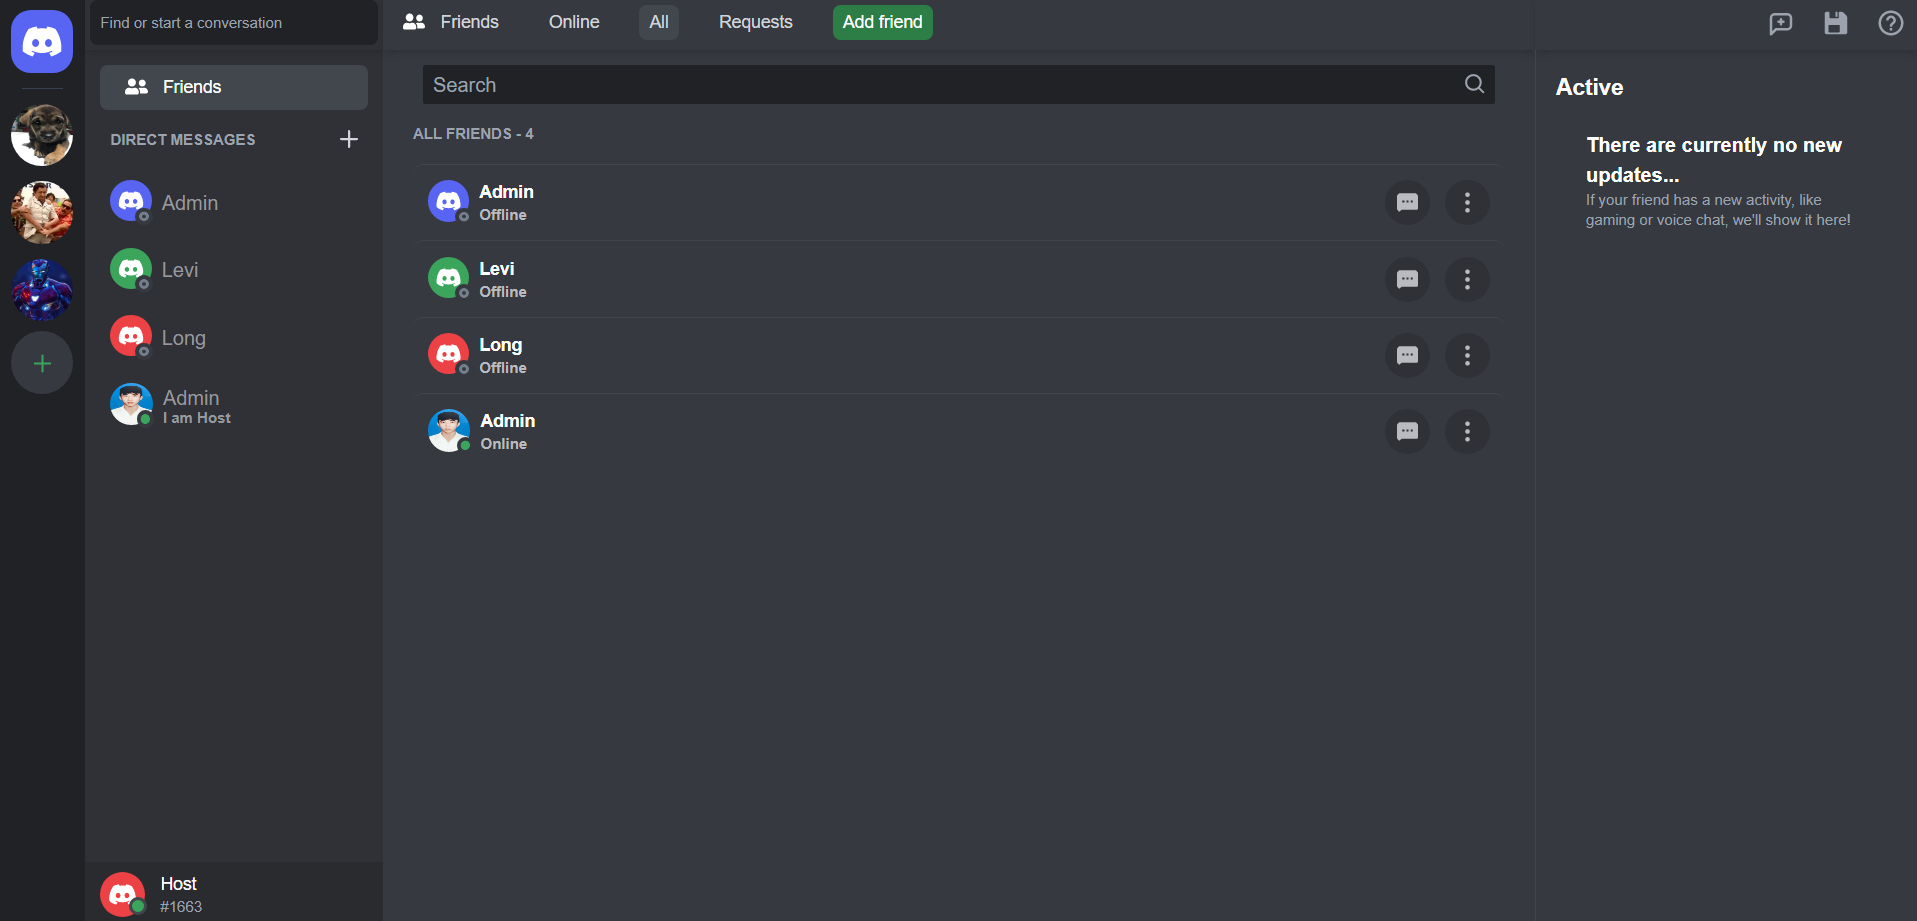 Find or start a conversation
Friends
DIRECT MESSAGES
Admin
Levi
Long
Admin
I am Host
Host
#1663
Friends
Online
All
Requests
Add friend
Search
ALL FRIENDS - 4
Admin
Offline
Levi
Offline
Long
Offline
Admin
Online
Active
There are currently no new
updates...
If your friend has a new activity, like
gaming or voice chat, we'll show it here!